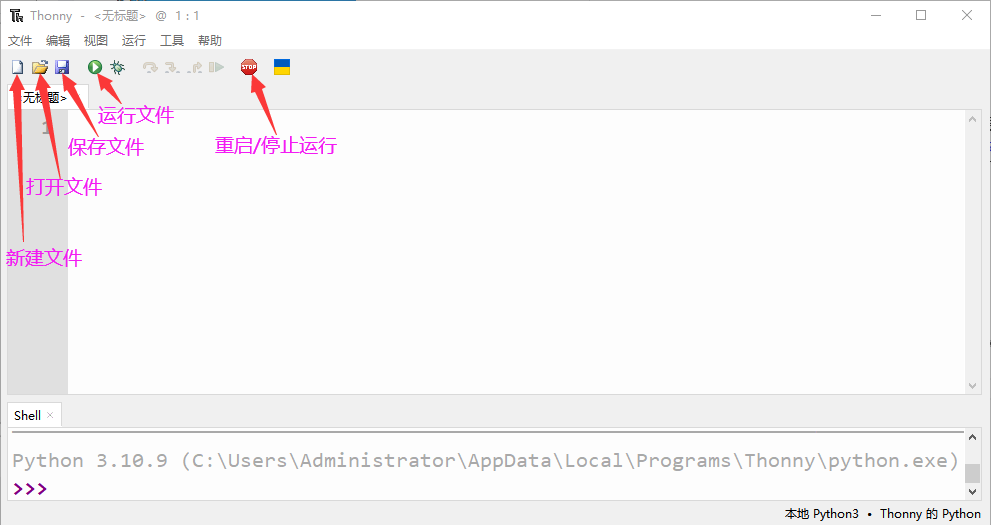 Thonny - <无标题> @ 1 : 1
文件 编辑 视图 运行 工具 帮助
STOP
无标题>
1
运行文件
保存文件
重启/停止运行
打开文件
新建文件
Shell
Python 3.10.9 (C:\Users\Administrator\AppData\Local\Programs\Thonny\python.exe)
>>>
本地 Python3 • Thonny 的 Python